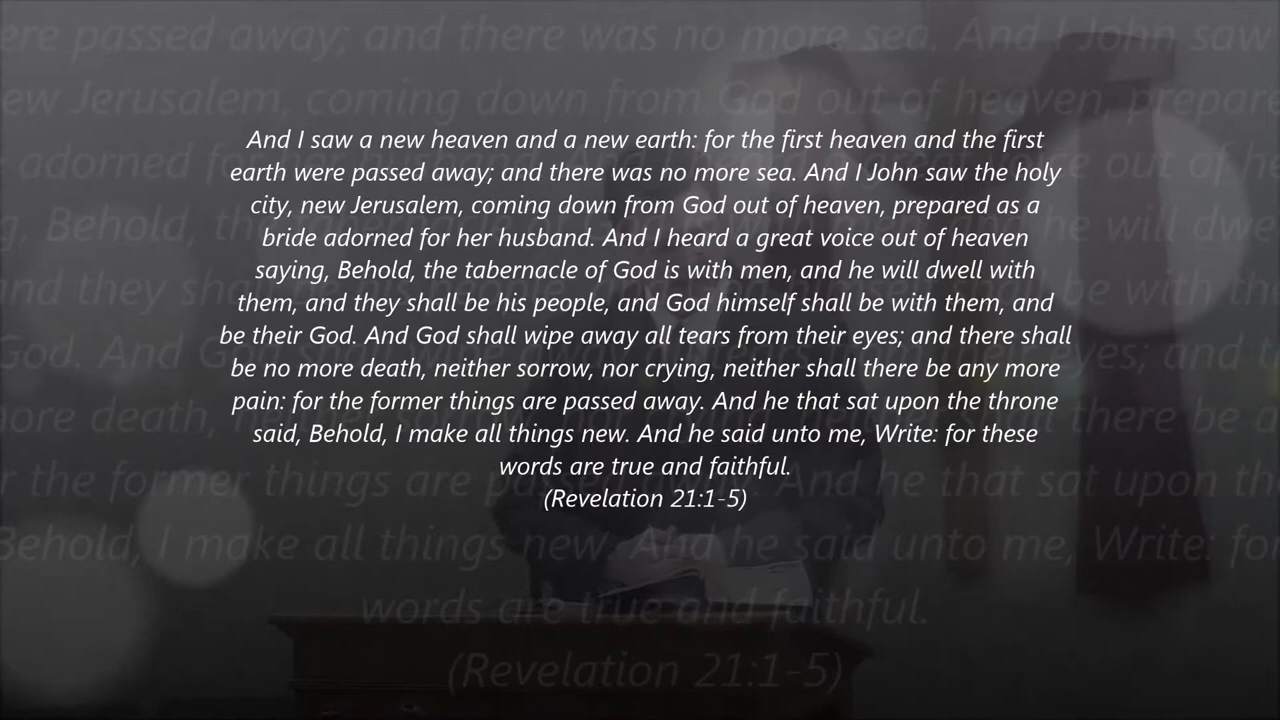 And I saw a new heaven and a new earth: for the first heaven and the first
earth were passed away; and there was no more sea. And I John saw the holy
city, new Jerusalem, coming down from God out of heaven, prepared as a
bride adorned for her husband. And I heard a great voice out of heaven
saying, Behold, the tabernacle of God is with men, and he will dwell with
them, and they shall be his people, and God himself shall be with them, and
be their God. And God shall wipe away all tears from their eyes; and there shall
be no more death, neither sorrow, nor crying, neither shall there be any more
pain: for the former things are passed away. And he that sat upon the throne
said, Behold, I make all things new. And he said unto me, Write: for these
words are true and faithful.
(Revelation 21:1-5)